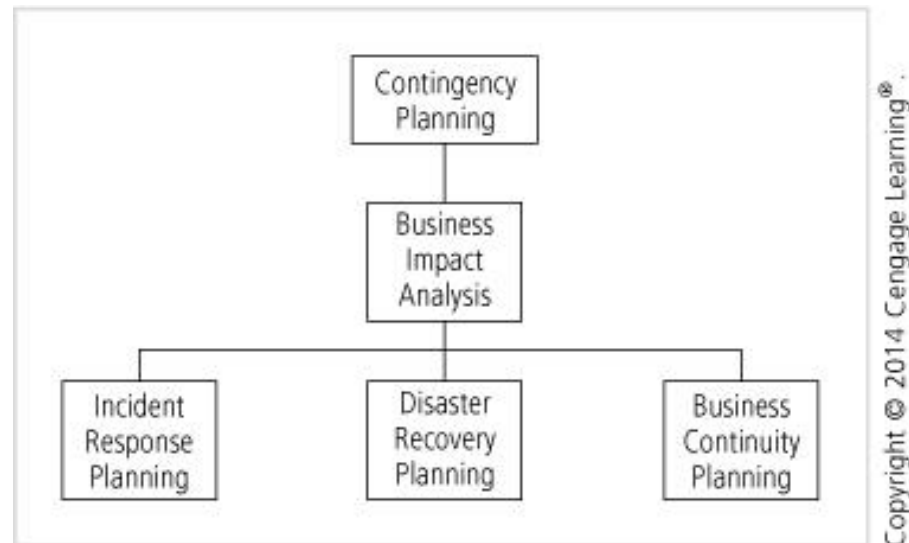 Contingency
Planning
Business
Impact
Analysis
Incident
Response
Planning
Disaster
Recovery
Planning
Business
Continuity
Planning
Copyright © 2014 Cengage Learning®.